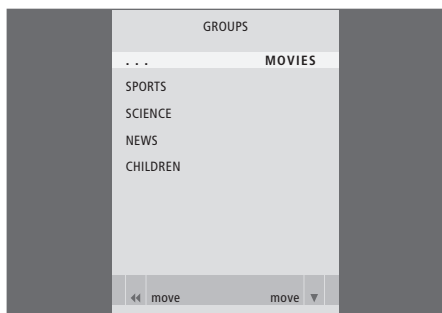 GROUPS
. . . MOVIES
SPORTS
SCIENCE
NEWS
CHILDREN
move move